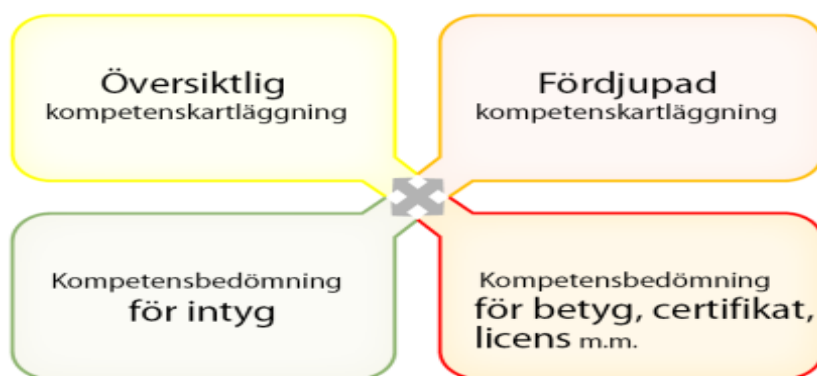 Översiktlig
kompetenskartläggning
Fördjupad
kompetenskartläggning
Kompetensbedömning
för intyg
Kompetensbedömning
för betyg, certifikat,
licens m.m.